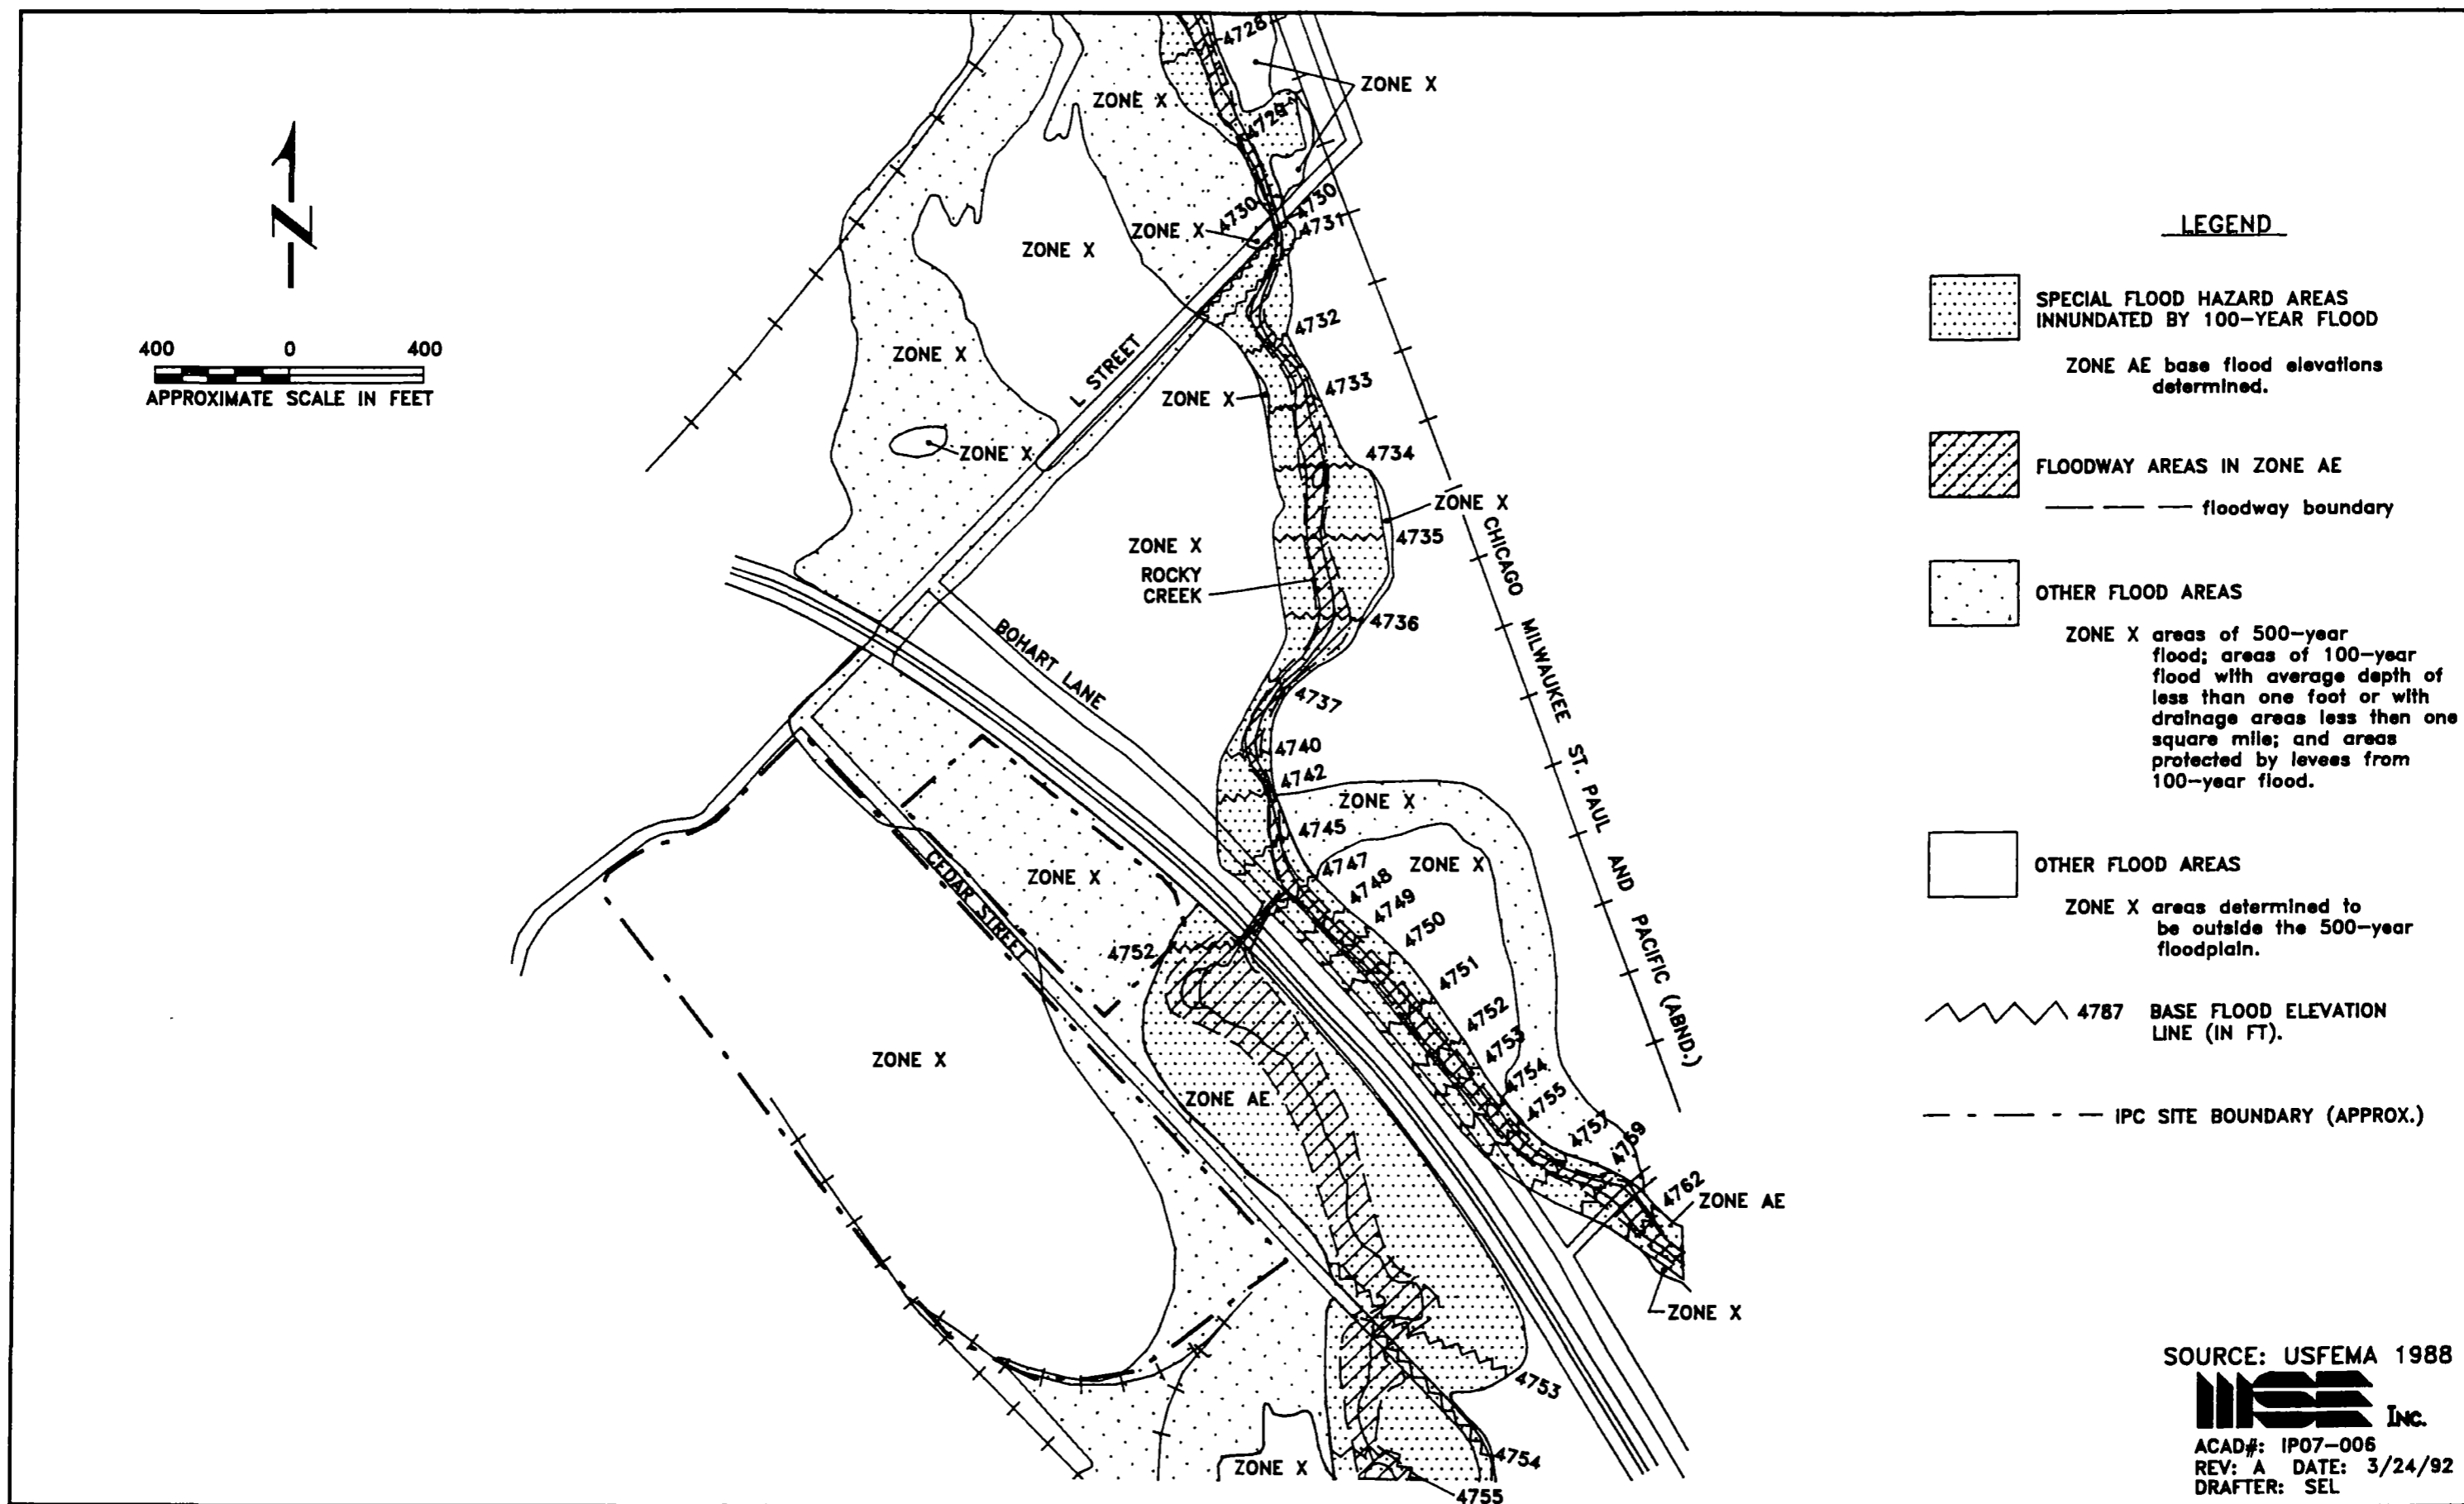 4728
ZONE X
ZONE X
4729
4730
4730
ZONE X
4731
ZONE X
N
400 0 400
APPROXIMATE SCALE IN FEET
ZONE X
4732
L STREET
4733
ZONE X
ZONE X
4734
ZONE X
4735
ZONE X
ROCKY
CREEK
4736
BOHART LANE
4737
4740
4742
ZONE X
4745
4747
ZONE X
4748
4749
4750
ZONE X
CEDAR STREET
4752
4751
4752
4753
4754
4755
4757
4759
4762
ZONE AE
ZONE X
ZONE X
ZONE AE
4753
4754
4755
ZONE X
CHICAGO MILWAUKEE ST. PAUL AND PACIFIC (ABND.)
LEGEND
SPECIAL FLOOD HAZARD AREAS
INNUNDATED BY 100-YEAR FLOOD
ZONE AE base flood elevations
determined.
FLOODWAY AREAS IN ZONE AE
floodway boundary
OTHER FLOOD AREAS
ZONE X areas of 500-year
flood; areas of 100-year
flood with average depth of
less than one foot or with
drainage areas less then one
square mile; and areas
protected by levees from
100-year flood.
OTHER FLOOD AREAS
ZONE X areas determined to
be outside the 500-year
floodplain.
4787 BASE FLOOD ELEVATION
LINE (IN FT).
IPC SITE BOUNDARY (APPROX.)
SOURCE: USFEMA 1988
MSE INC.
ACAD#: IP07-006
REV: A DATE: 3/24/92
DRAFTER: SEL